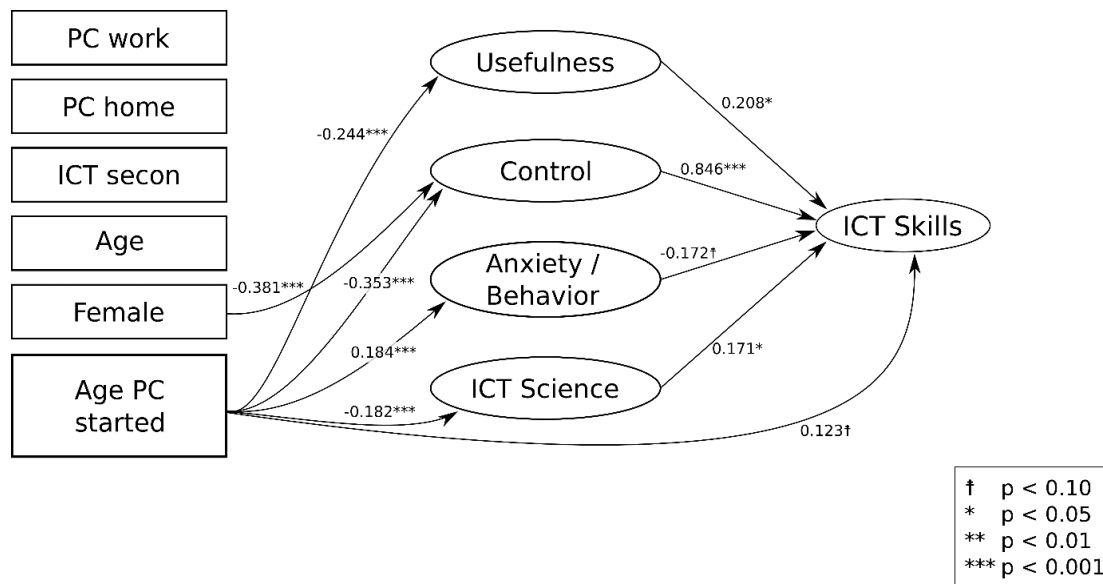 PC work
PC home
ICT secon
Age
Female
Age PC
started
Usefulness
Control
Anxiety /
Behavior
ICT Science
ICT Skills
-0.244***
-0.381***
-0.353***
0.184***
-0.182***
0.208*
0.846***
-0.172☨
0.171*
0.123☨
☨ p < 0.10
* p < 0.05
** p < 0.01
*** p < 0.001